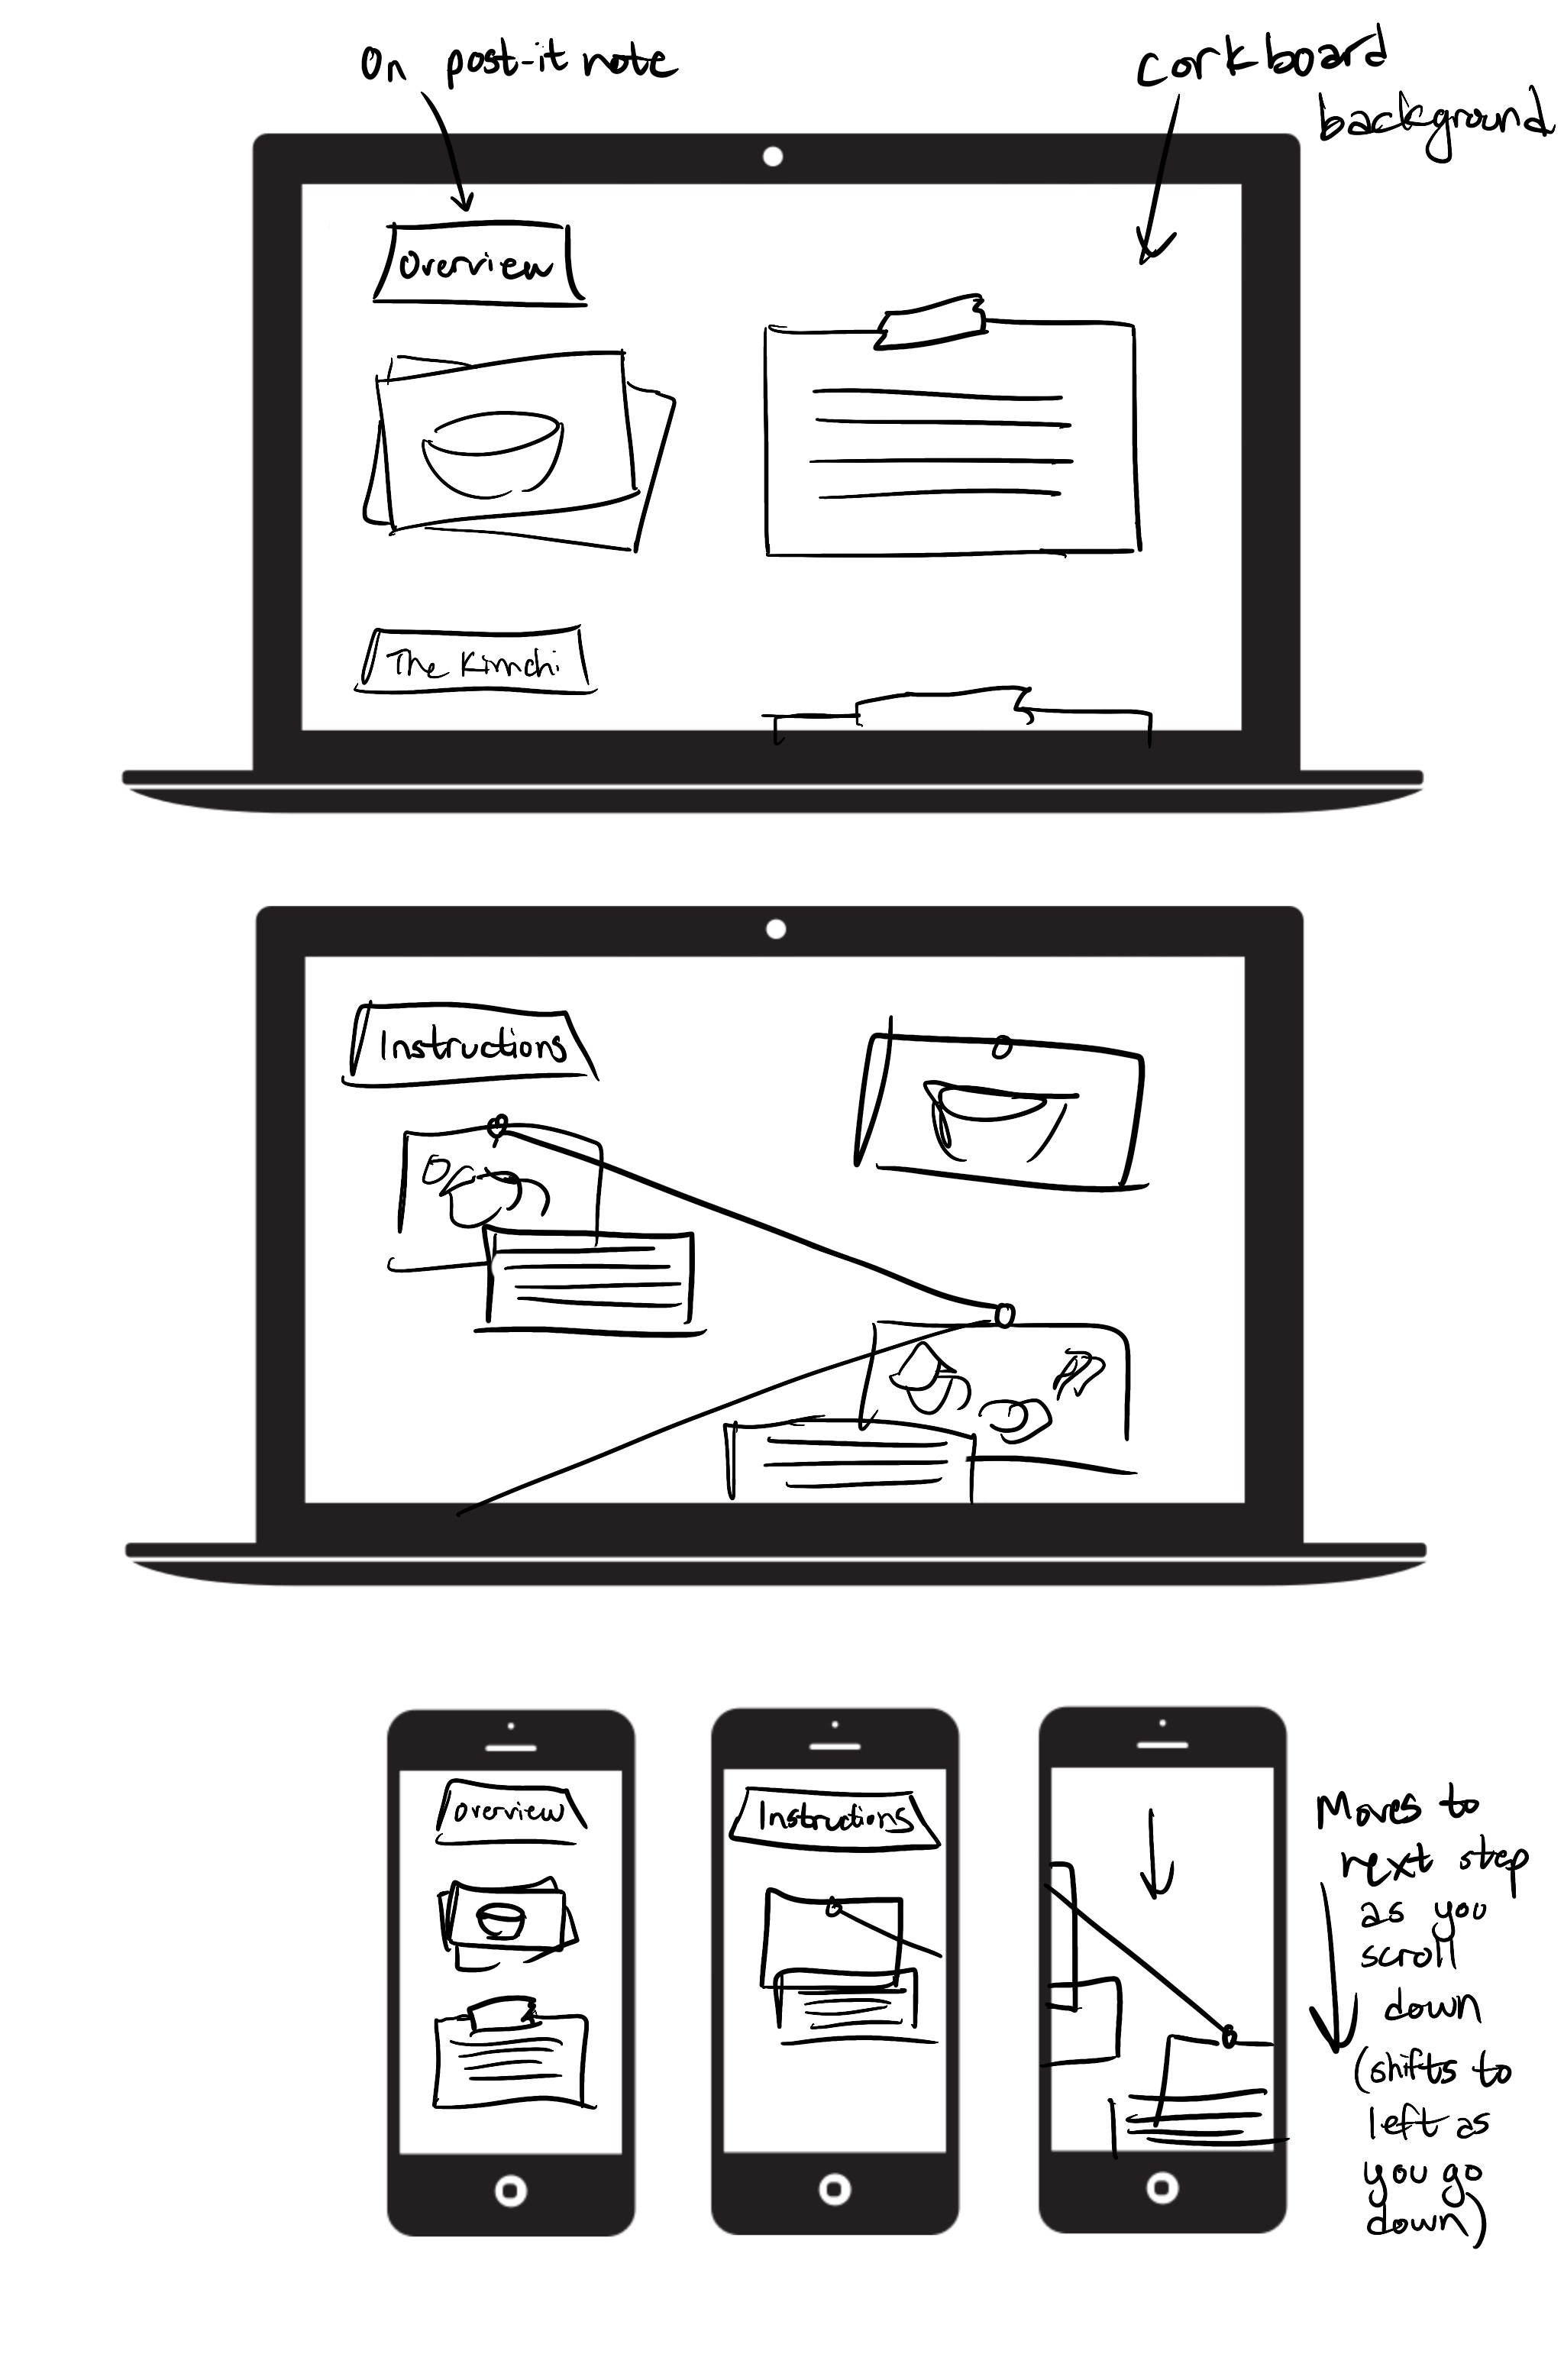 On post-it note
corkboard
background
Overview
The Kimchi
Instructions
Overview
Instructions
Moves to
next step
as you
scroll
down
(shifts to
left as
you go
down)